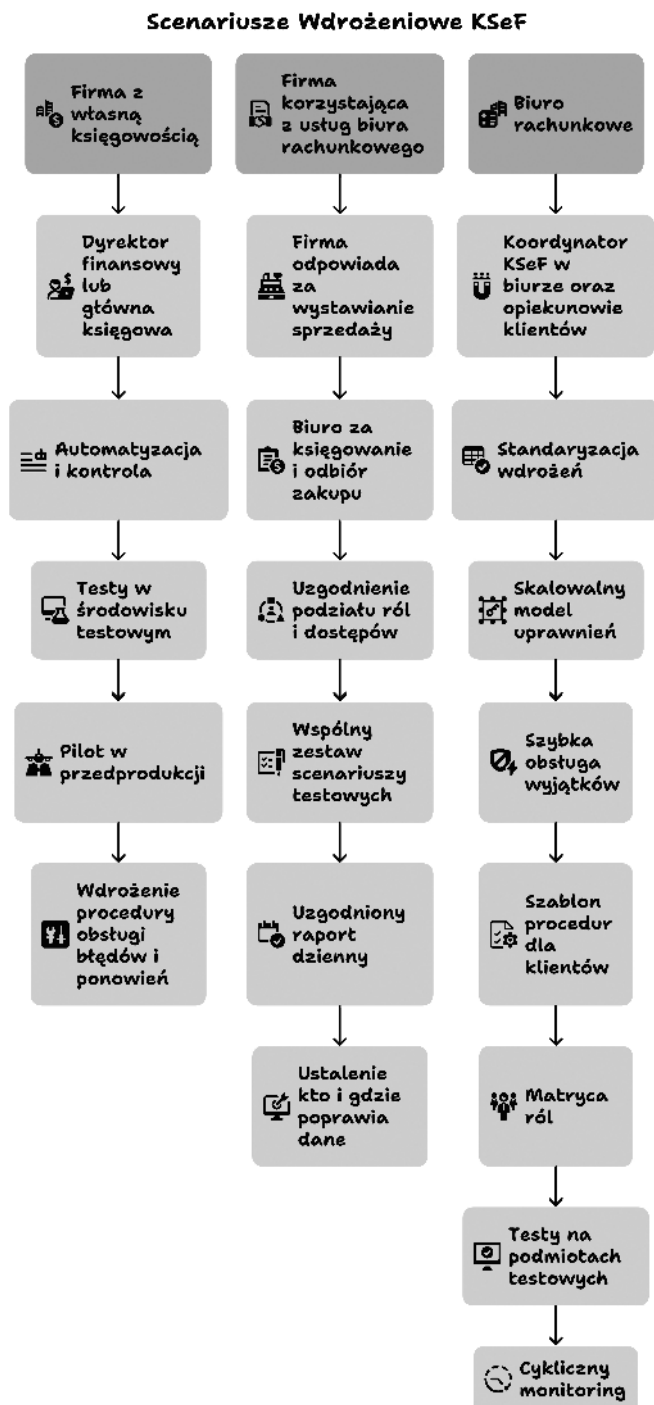 Scenariusze Wdrożeniowe KSeF
Firma z
własną
księgowością
Dyrektor
finansowy
lub
główna
księgowa
Automatyzacja
i kontrola
Testy w
środowisku
testowym
Pilot w
przedprodukcji
Wdrożenie
procedury
obsługi
błędów i
ponowień
Firma
korzystająca
z usług biura
rachunkowego
Firma
odpowiada
za
wystawianie
sprzedaży
Biuro za
księgowanie
i odbiór
zakupu
Uzgodnienie
podziału ról
i dostępów
Wspólny
zestaw
scenariuszy
testowych
Uzgodniony
raport
dzienny
Ustalenie
kto i gdzie
poprawia
dane
Biuro
rachunkowe
Koordynator
KSeF w
biurze oraz
opiekunowie
klientów
Standaryzacja
wdrożeń
Skalowalny
model
uprawnień
Szybka
obsługa
wyjątków
Szablon
procedur
dla
klientów
Matryca
ról
Testy na
podmiotach
testowych
Cykliczny
monitoring